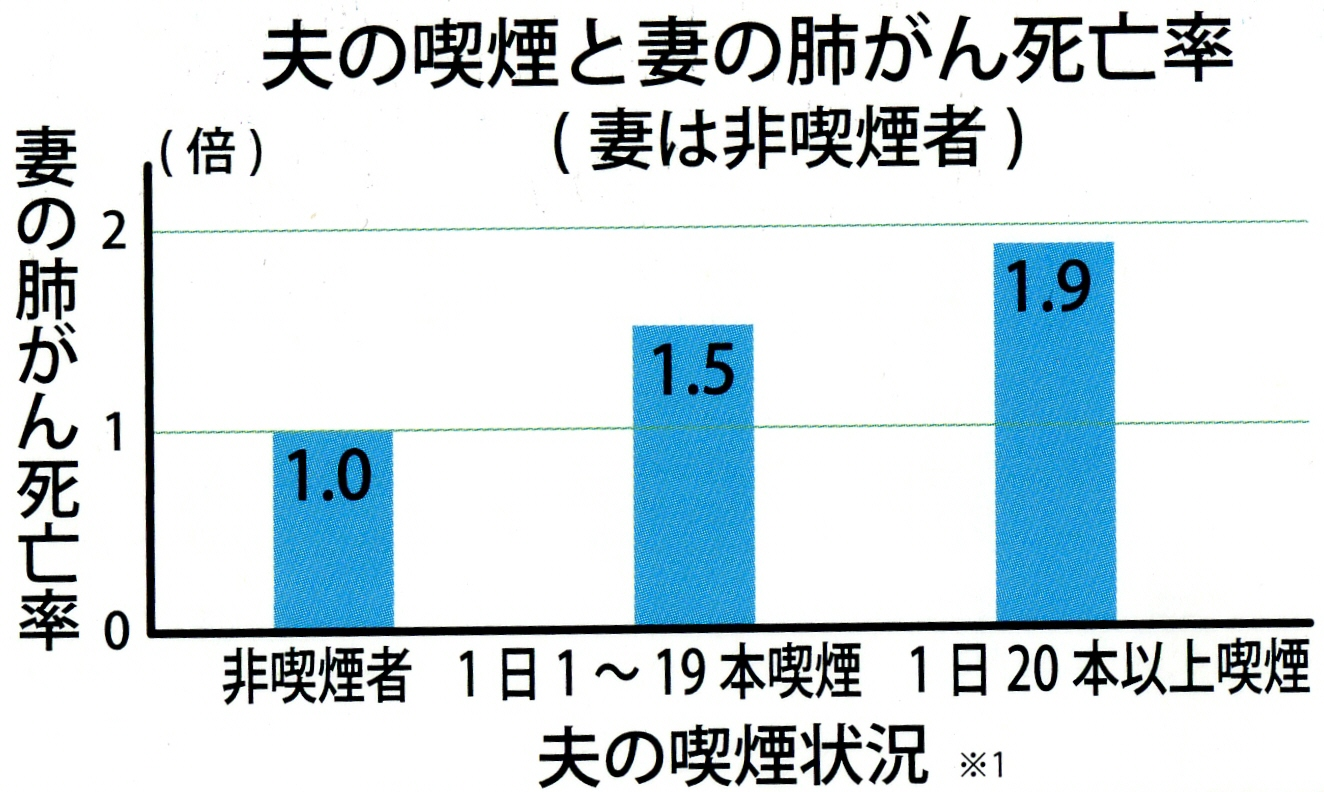 夫の喫煙と妻の肺がん死亡率
(妻は非喫煙者)
妻の肺がん死亡率
(倍)
2
1
0
1.0
1.5
1.9
非喫煙者
1日1～19本喫煙
1日20本以上喫煙
夫の喫煙状況 ※1